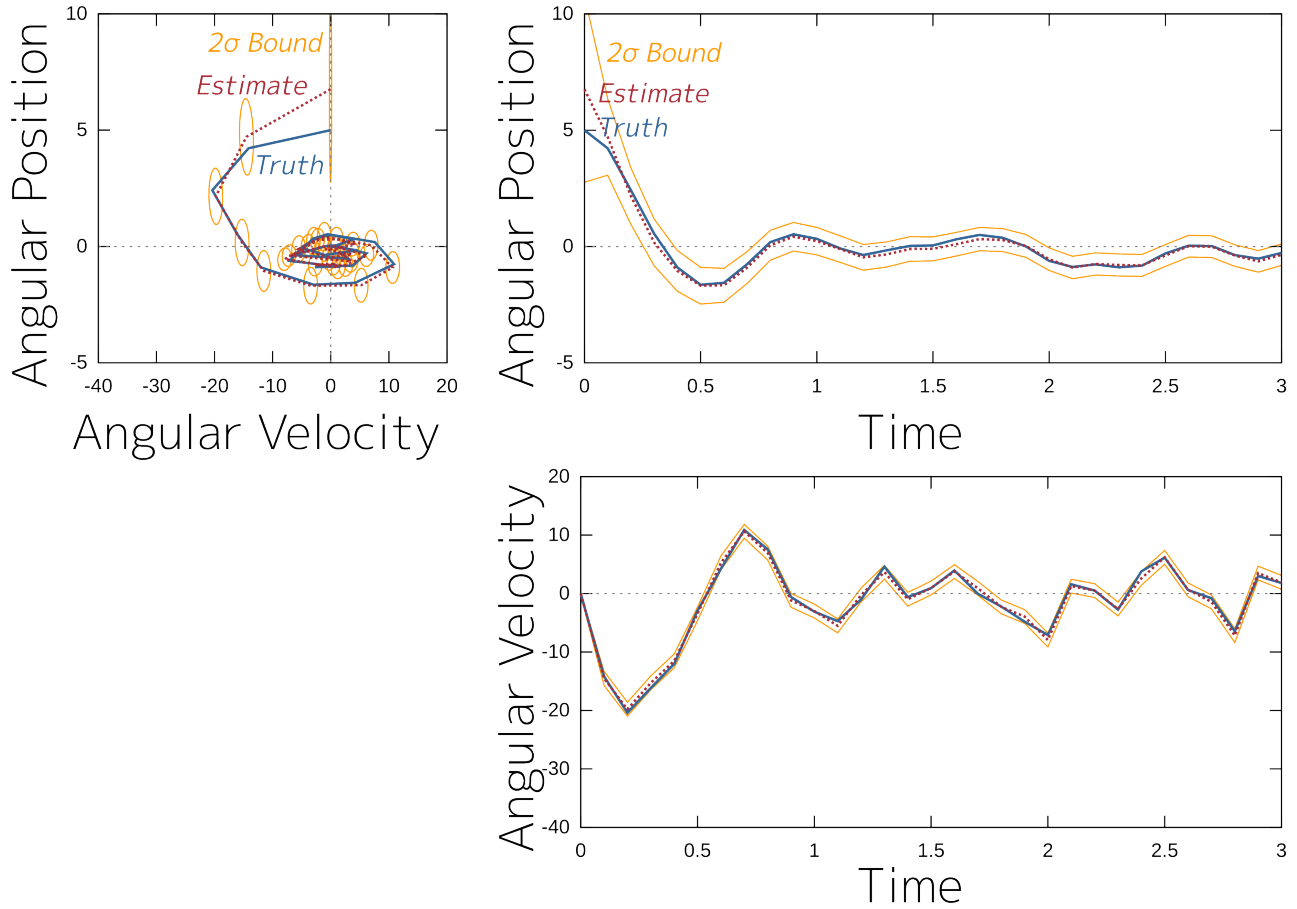 Angular Position
10
5
0
-5
2σ Bound
Estimate
Truth
-40 -30 -20 -10 0 10 20
Angular Velocity
Angular Position
10
5
0
-5
2σ Bound
Estimate
Truth
0 0.5 1 1.5 2 2.5 3
Time
Angular Velocity
20
10
0
-10
-20
-30
-40
0 0.5 1 1.5 2 2.5 3
Time